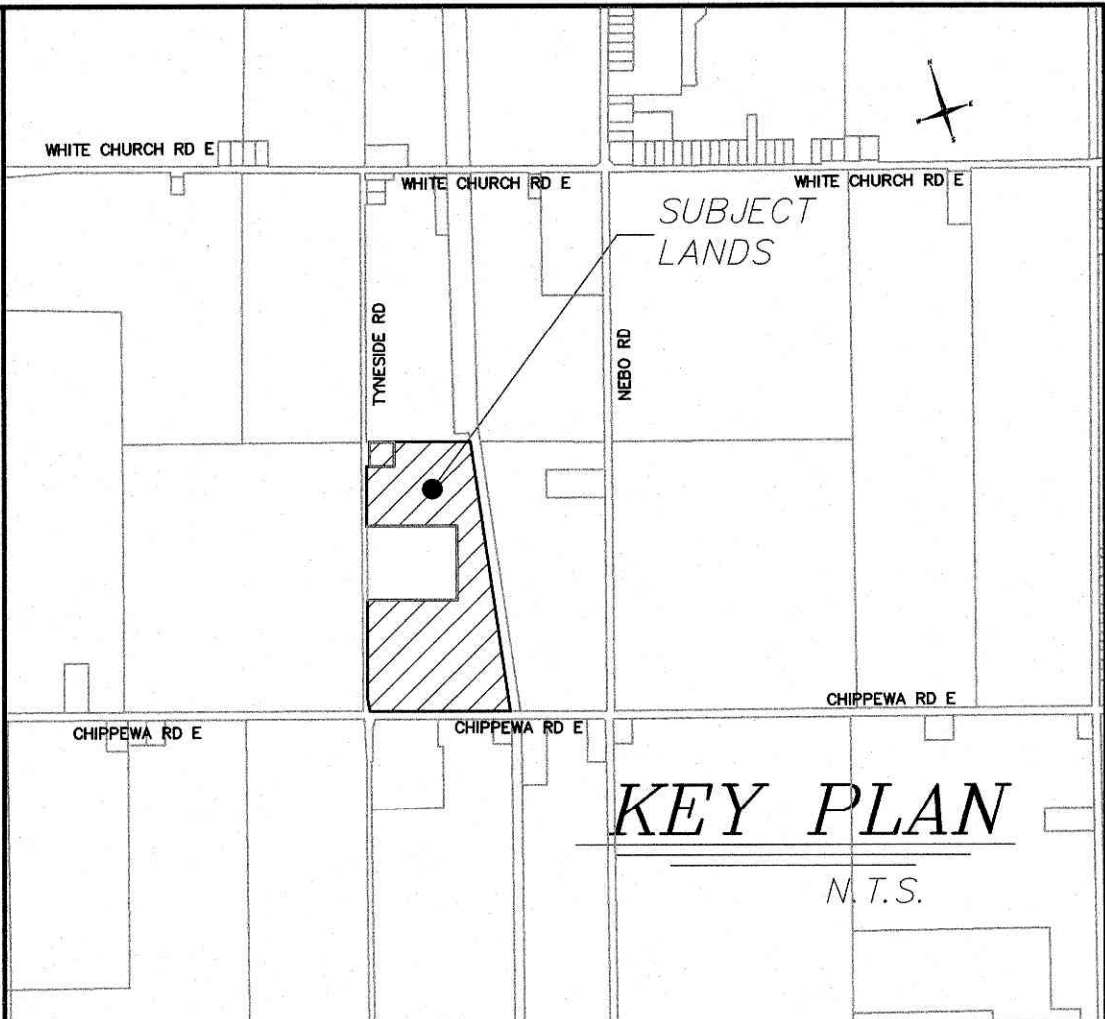 WHITE CHURCH RD E
WHITE CHURCH RD E
WHITE CHURCH RD E
SUBJECT
LANDS
TYNESIDE RD
NEBO RD
CHIPPEWA RD E
CHIPPEWA RD E
CHIPPEWA RD E
KEY PLAN
N.T.S.